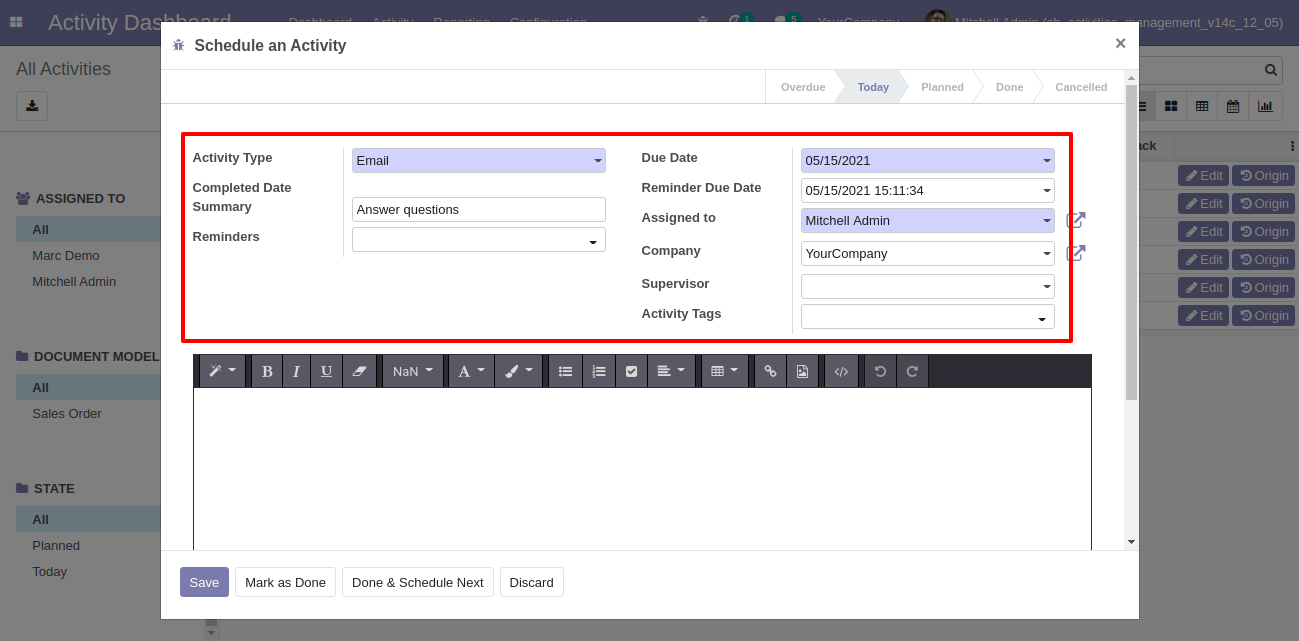 Activity Dashboard Dashboard Activity Reporting Configuration 1 5 YourCompany Mitchell Admin (sh_activities_management_v14c_12_05)
Schedule an Activity ×
All Activities
Overdue Today Planned Done Cancelled
ASSIGNED TO
All
Marc Demo
Mitchell Admin
DOCUMENT MODEL
All
Sales Order
STATE
All
Planned
Today
Activity Type Email
Completed Date
Summary Answer questions
Reminders
Due Date 05/15/2021
Reminder Due Date 05/15/2021 15:11:34
Assigned to Mitchell Admin
Company YourCompany
Supervisor
Activity Tags
B I U NaN A </>
ack
Edit Origin
Edit Origin
Edit Origin
Edit Origin
Edit Origin
Edit Origin
Save Mark as Done Done & Schedule Next Discard